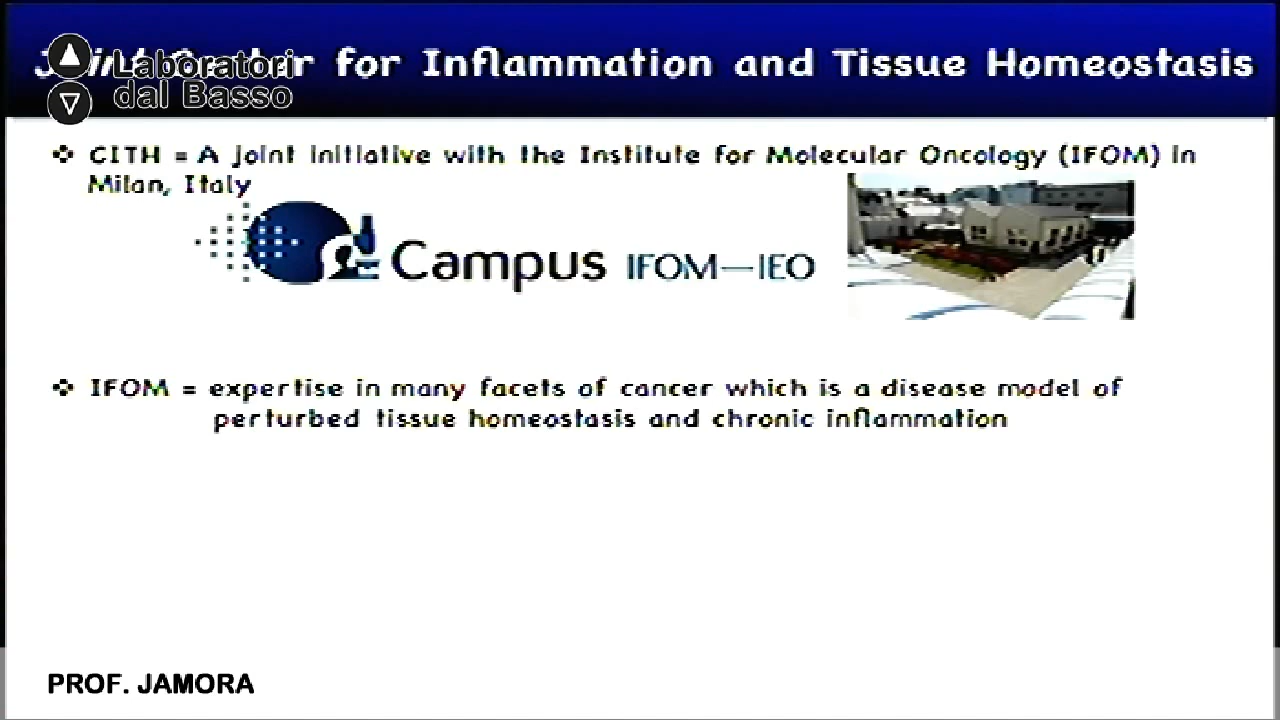 Joint Center for Inflammation and Tissue Homeostasis
Laboratori
dal Basso
❖ CITH = A joint initiative with the Institute for Molecular Oncology (IFOM) in
Milan, Italy
Campus IFOM—IEO
❖ IFOM = expertise in many facets of cancer which is a disease model of
perturbed tissue homeostasis and chronic inflammation
PROF. JAMORA